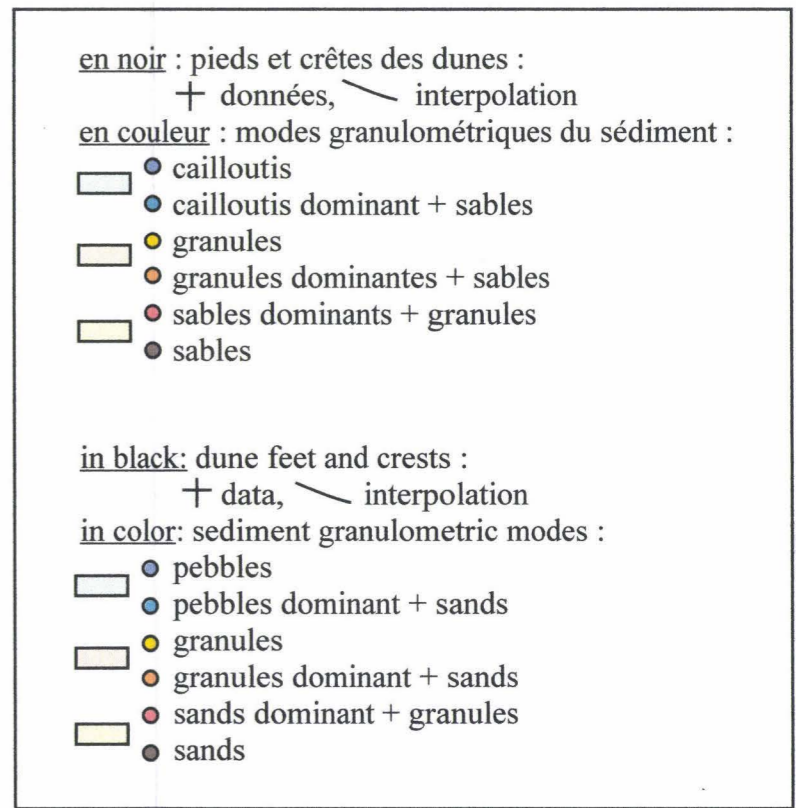 en noir : pieds et crêtes des dunes :
+ données, interpolation
en couleur : modes granulométriques du sédiment :
cailloutis
cailloutis dominant + sables
granules
granules dominantes + sables
sables dominants + granules
sables
in black: dune feet and crests :
+ data, interpolation
in color: sediment granulometric modes :
pebbles
pebbles dominant + sands
granules
granules dominant + sands
sands dominant + granules
sands